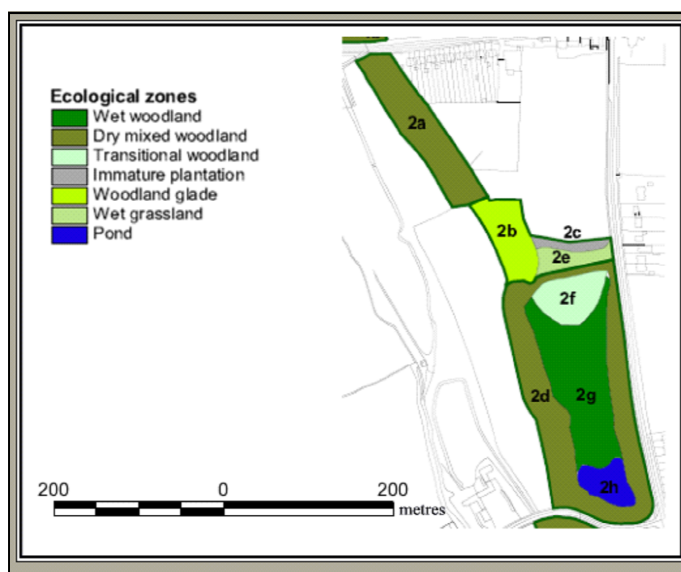 Ecological zones
Wet woodland
Dry mixed woodland
Transitional woodland
Immature plantation
Woodland glade
Wet grassland
Pond
2a
2b
2c
2e
2f
2d
2g
2h
200 0 200
metres